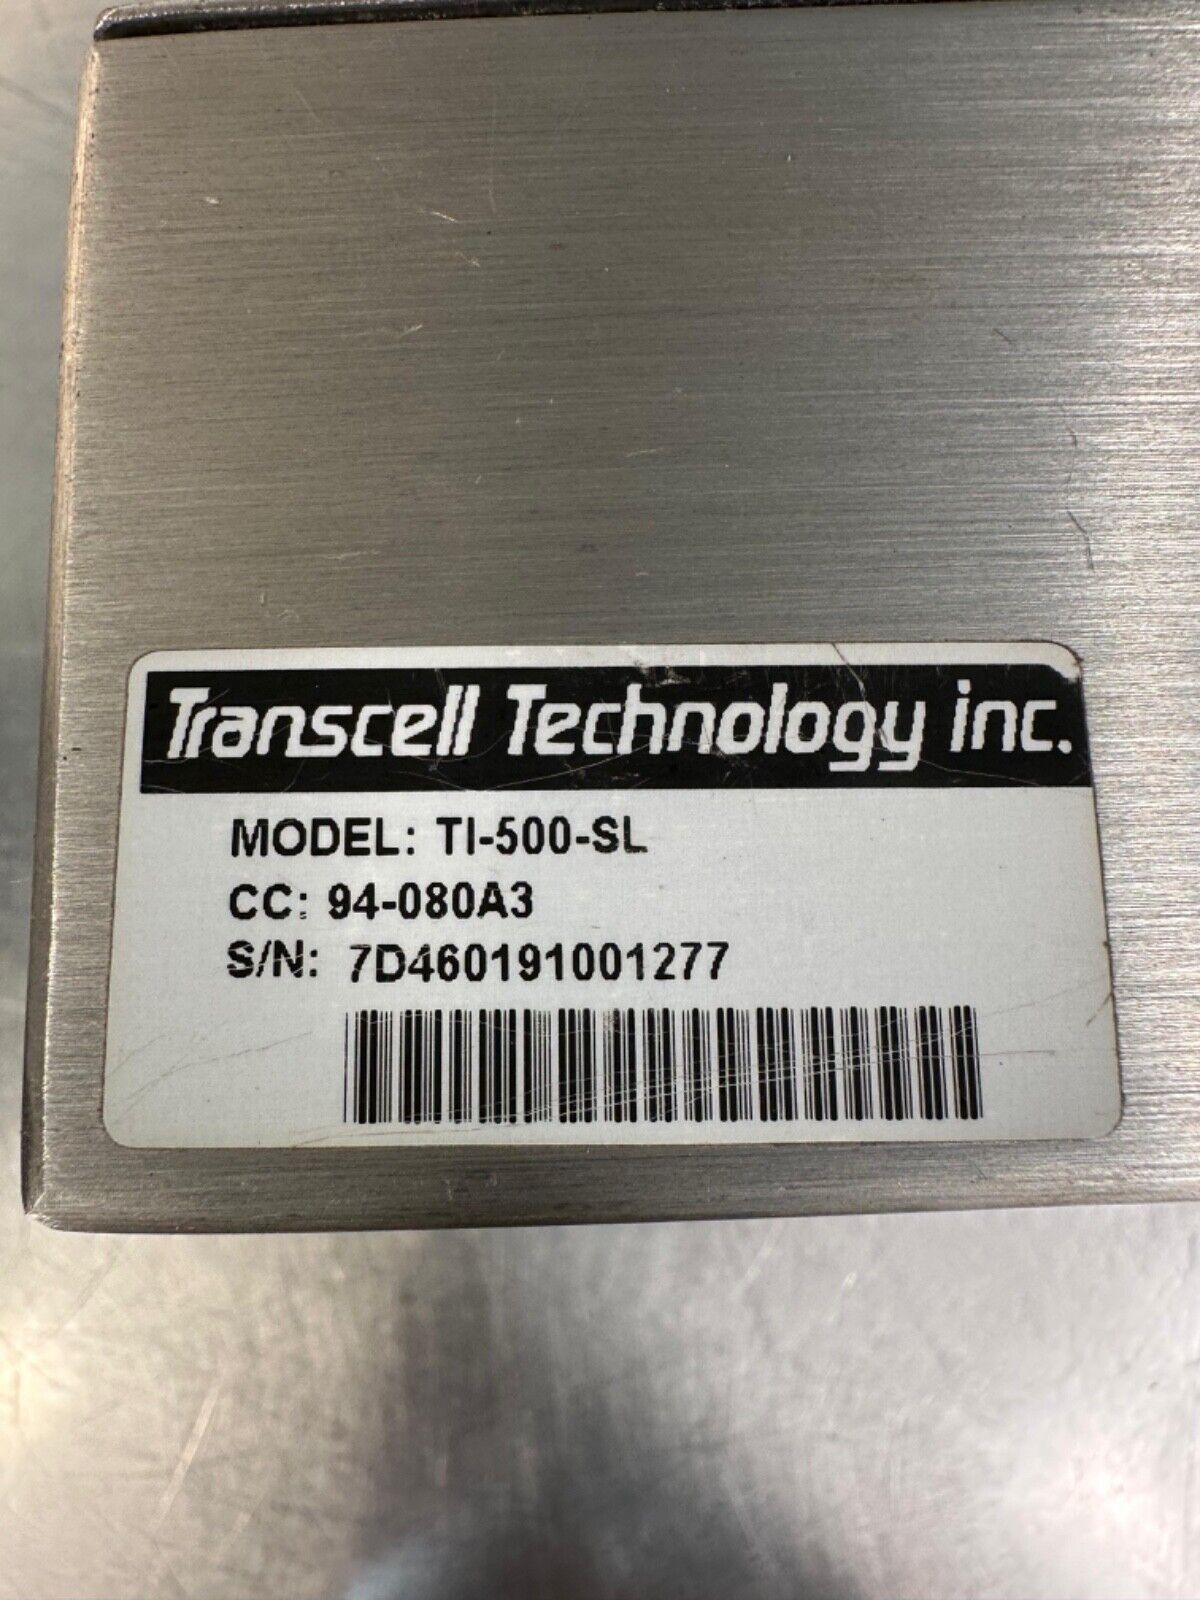 Transcell Technology inc.
MODEL: TI-500-SL
CC: 94-080A3
S/N: 7D460191001277